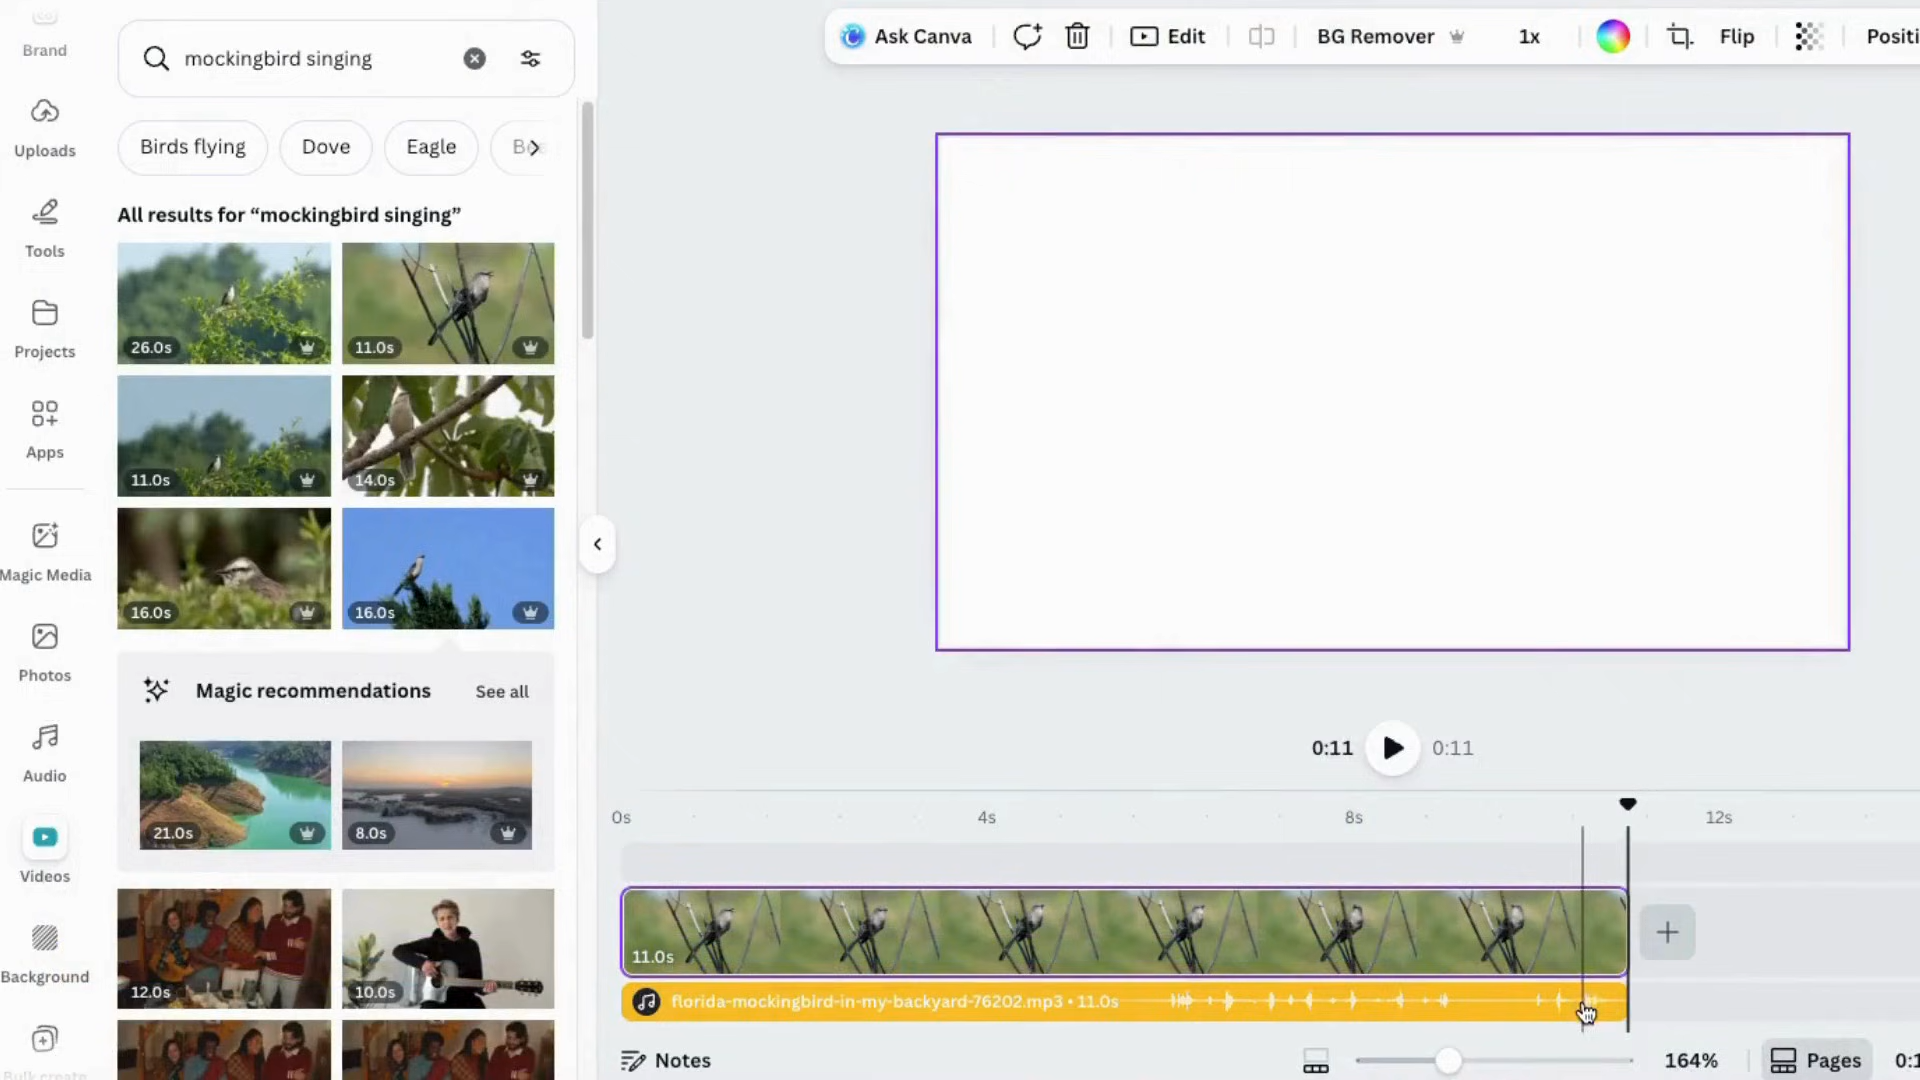 Brand
Uploads
Tools
Projects
Apps
Magic Media
Photos
Audio
Videos
Background
Bulk create
mockingbird singing
Birds flying
Dove
Eagle
All results for “mockingbird singing”
26.0s
11.0s
11.0s
14.0s
16.0s
16.0s
Magic recommendations
See all
21.0s
8.0s
12.0s
10.0s
Ask Canva
Edit
BG Remover
1x
Flip
Positi
0:11
0:11
0s
4s
8s
12s
11.0s
florida-mockingbird-in-my-backyard-76202.mp3 • 11.0s
Notes
164%
Pages